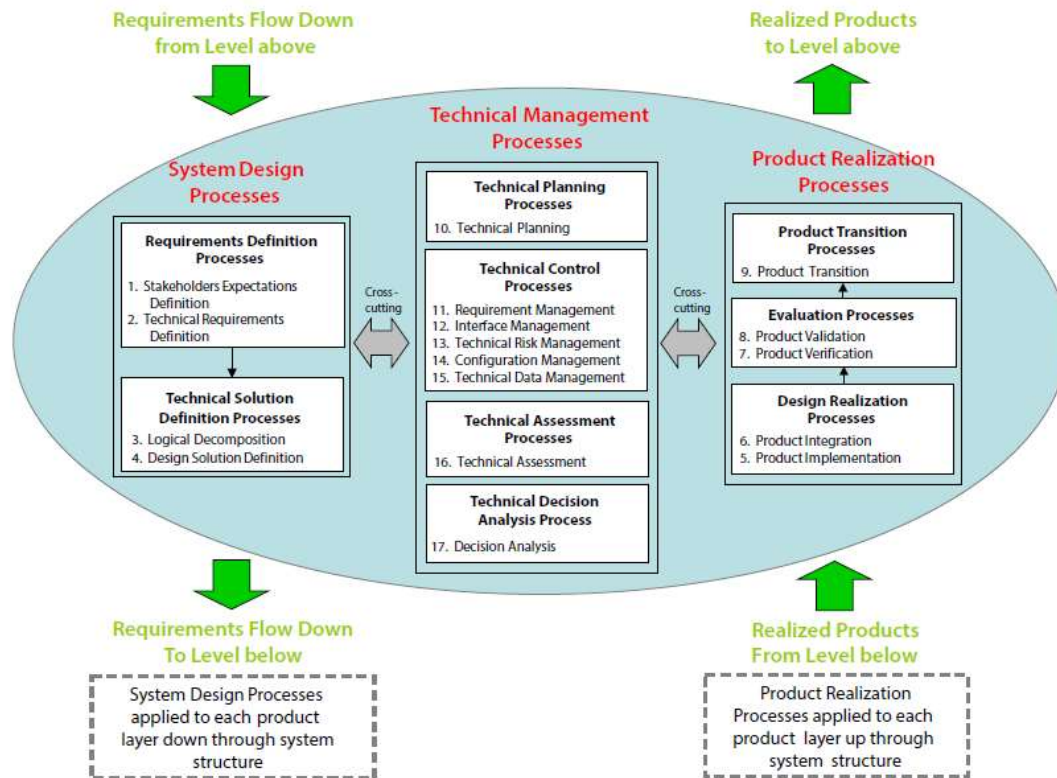 Requirements Flow Down
from Level above
Realized Products
to Level above
Technical Management
Processes
System Design
Processes
Product Realization
Processes
Requirements Definition
Processes
1. Stakeholders Expectations
Definition
2. Technical Requirements
Definition
Technical Solution
Definition Processes
3. Logical Decomposition
4. Design Solution Definition
Cross-
cutting
Technical Planning
Processes
10. Technical Planning
Technical Control
Processes
11. Requirement Management
12. Interface Management
13. Technical Risk Management
14. Configuration Management
15. Technical Data Management
Technical Assessment
Processes
16. Technical Assessment
Technical Decision
Analysis Process
17. Decision Analysis
Cross-
cutting
Product Transition
Processes
9. Product Transition
Evaluation Processes
8. Product Validation
7. Product Verification
Design Realization
Processes
6. Product Integration
5. Product Implementation
Requirements Flow Down
To Level below
Realized Products
From Level below
System Design Processes
applied to each product
layer down through system
structure
Product Realization
Processes applied to each
product layer up through
system structure